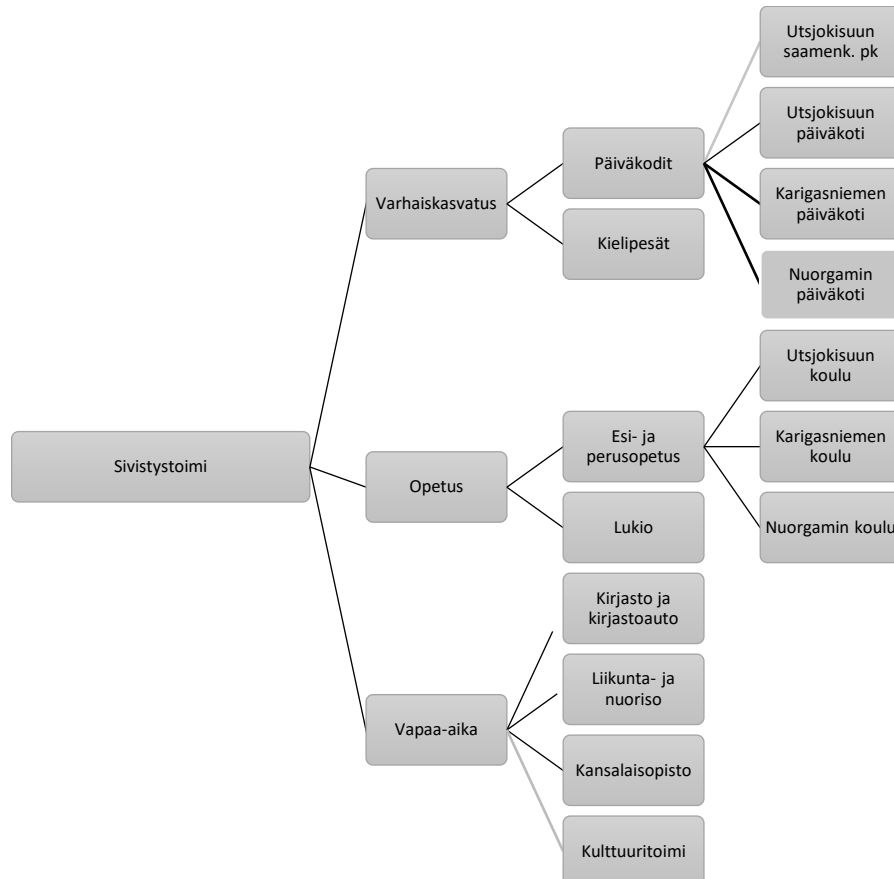 Utsjokisuun
saamenk. pk
Utsjokisuun
päiväkoti
Päiväkodit
Varhaiskasvatus
Karigasniemen
päiväkoti
Kielipesät
Nuorgamin
päiväkoti
Utsjokisuun
koulu
Esi- ja
perusopetus
Karigasniemen
koulu
Sivistystoimi
Opetus
Lukio
Nuorgamin koulu
Kirjasto ja
kirjastoauto
Liikunta- ja
nuoriso
Vapaa-aika
Kansalaisopisto
Kulttuuritoimi